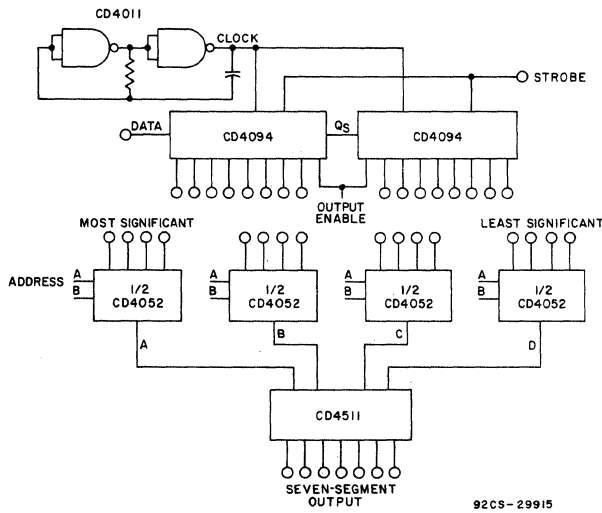 CD4011
CLOCK
STROBE
DATA
CD4094
QS
CD4094
OUTPUT
ENABLE
MOST SIGNIFICANT
LEAST SIGNIFICANT
ADDRESS
A
B
1/2
CD4052
A
B
1/2
CD4052
A
B
1/2
CD4052
A
B
1/2
CD4052
A
B
C
D
CD4511
SEVEN-SEGMENT
OUTPUT
92CS-29915